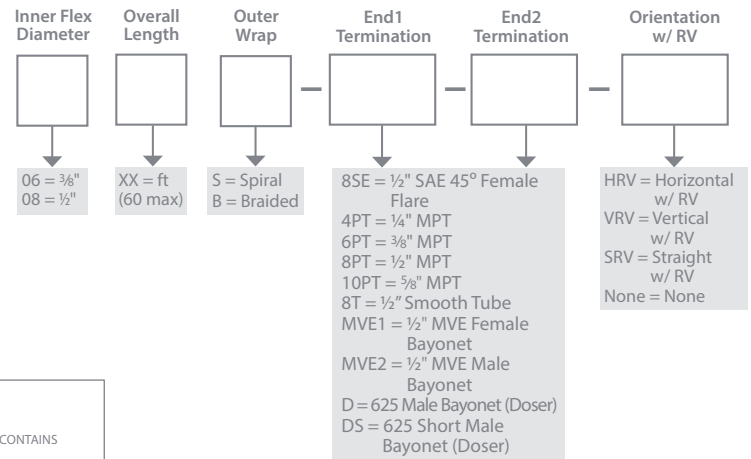 Inner Flex Diameter
Overall Length
Outer Wrap
End1 Termination
End2 Termination
Orientation w/ RV
— — —
06 = ⅜"
08 = ½"
XX = ft
(60 max)
S = Spiral
B = Braided
8SE = ½" SAE 45° Female
Flare
4PT = ¼" MPT
6PT = ⅜" MPT
8PT = ½" MPT
10PT = ⅝" MPT
8T = ½" Smooth Tube
MVE1 = ½" MVE Female
Bayonet
MVE2 = ½" MVE Male
Bayonet
D = 625 Male Bayonet (Doser)
DS = 625 Short Male
Bayonet (Doser)
HRV = Horizontal
w/ RV
VRV = Vertical
w/ RV
SRV = Straight
w/ RV
None = None
CONTAINS